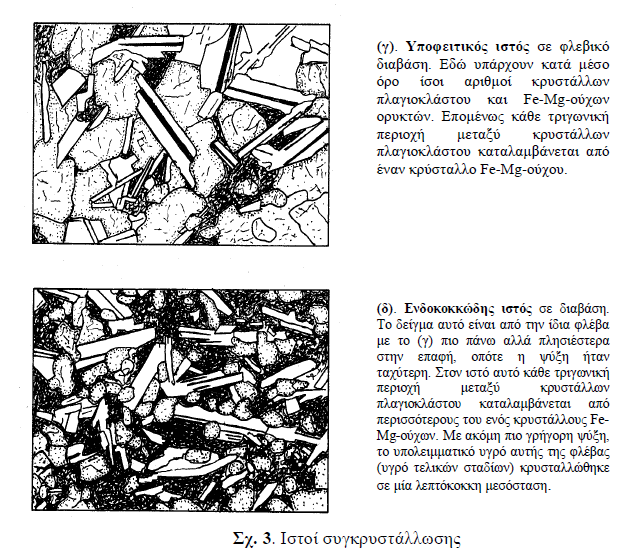 (γ). Υποφειτικός ιστός σε φλεβικό
διαβάση. Εδώ υπάρχουν κατά μέσο
όρο ίσοι αριθμοί κρυστάλλων
πλαγιοκλάστου και Fe-Mg-ούχων
ορυκτών. Επομένως κάθε τριγωνική
περιοχή μεταξύ κρυστάλλων
πλαγιοκλάστου καταλαμβάνεται από
έναν κρύσταλλο Fe-Mg-ούχου.
(δ). Ενδοκοκκώδης ιστός σε διαβάση.
Το δείγμα αυτό είναι από την ίδια φλέβα
με το (γ) πιο πάνω αλλά πλησιέστερα
στην επαφή, οπότε η ψύξη ήταν
ταχύτερη. Στον ιστό αυτό κάθε τριγωνική
περιοχή μεταξύ κρυστάλλων
πλαγιοκλάστου καταλαμβάνεται από
περισσότερους του ενός κρυστάλλους Fe-
Mg-ούχων. Με ακόμη πιο γρήγορη ψύξη,
το υπολειμματικό υγρό αυτής της φλέβας
(υγρό τελικών σταδίων) κρυσταλλώθηκε
σε μία λεπτόκοκκη μεσόσταση.
Σχ. 3. Ιστοί συγκρυστάλλωσης